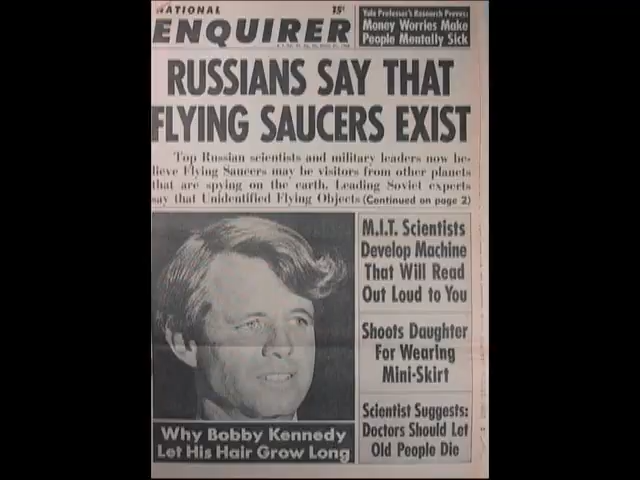 NATIONAL
ENQUIRER
15¢
Yale Professor's Research Proves:
Money Worries Make
People Mentally Sick
RUSSIANS SAY THAT
FLYING SAUCERS EXIST
Top Russian scientists and military leaders now be-
lieve Flying Saucers may be visitors from other planets
that are spying on the earth. Leading Soviet experts
say that Unidentified Flying Objects (Continued on page 2)
M.I.T. Scientists
Develop Machine
That Will Read
Out Loud to You
Shoots Daughter
For Wearing
Mini-Skirt
Scientist Suggests:
Doctors Should Let
Old People Die
Why Bobby Kennedy
Let His Hair Grow Long